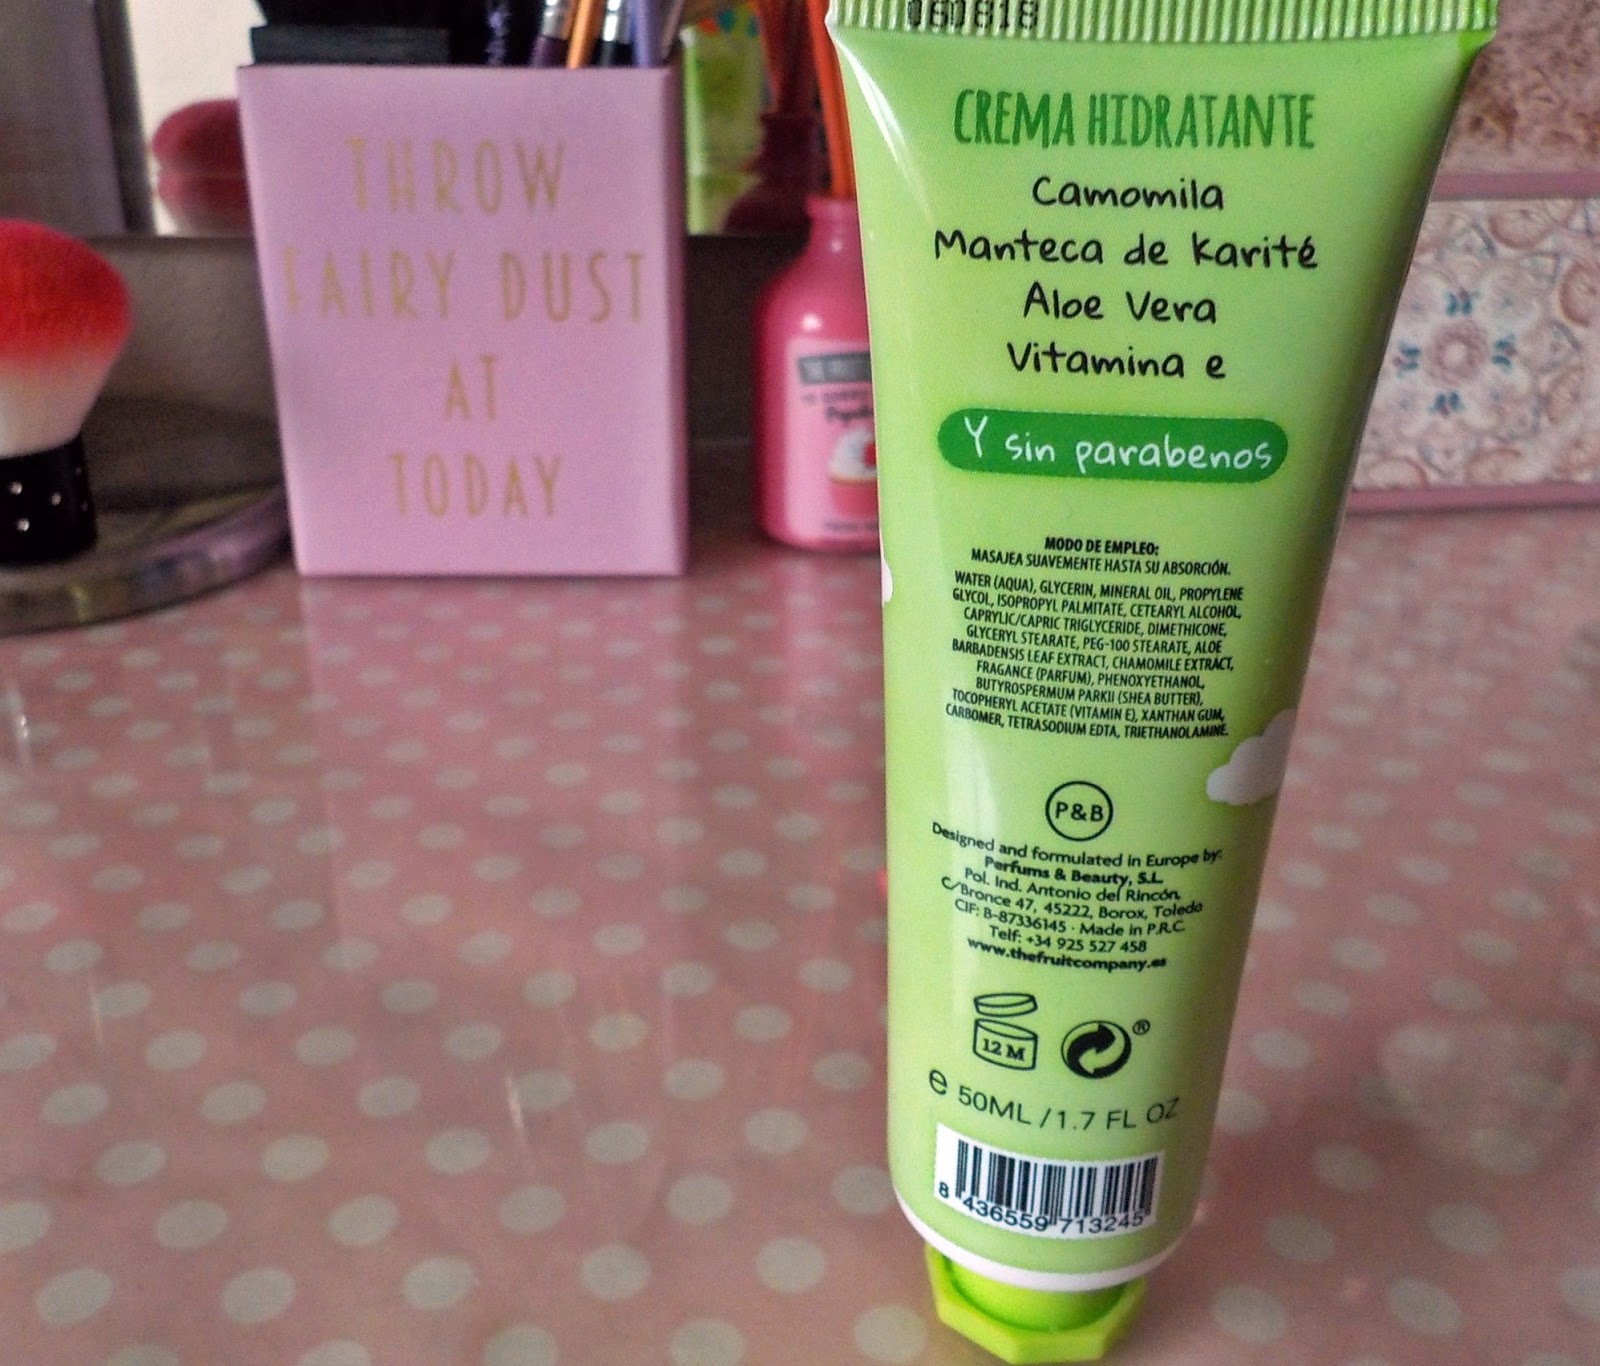 THROW
FAIRY DUST
AT
TODAY
080818
CREMA HIDRATANTE
Camomila
Manteca de Karité
Aloe Vera
Vitamina e
Y sin parabenos
MODO DE EMPLEO:
MASAJEA SUAVEMENTE HASTA SU ABSORCIÓN.
WATER (AQUA), GLYCERIN, MINERAL OIL, PROPYLENE
GLYCOL, ISOPROPYL PALMITATE, CETEARYL ALCOHOL,
CAPRYLIC/CAPRIC TRIGLYCERIDE, DIMETHICONE,
GLYCERYL STEARATE, PEG-100 STEARATE, ALOE
BARBADENSIS LEAF EXTRACT, CHAMOMILE EXTRACT,
FRAGANCE (PARFUM), PHENOXYETHANOL,
BUTYROSPERMUM PARKII (SHEA BUTTER),
TOCOPHERYL ACETATE (VITAMIN E), XANTHAN GUM,
CARBOMER, TETRASODIUM EDTA, TRIETHANOLAMINE.
P&B
Designed and formulated in Europe by:
Perfums & Beauty, S.L.
Pol. Ind. Antonio del Rincón,
C/Bronce 47, 45222, Borox, Toledo
CIF: B-87336145 · Made in P.R.C.
Telf: +34 925 527 458
www.thefruitcompany.es
12 M
®
e 50ML / 1.7 FL OZ
8 436559 713245